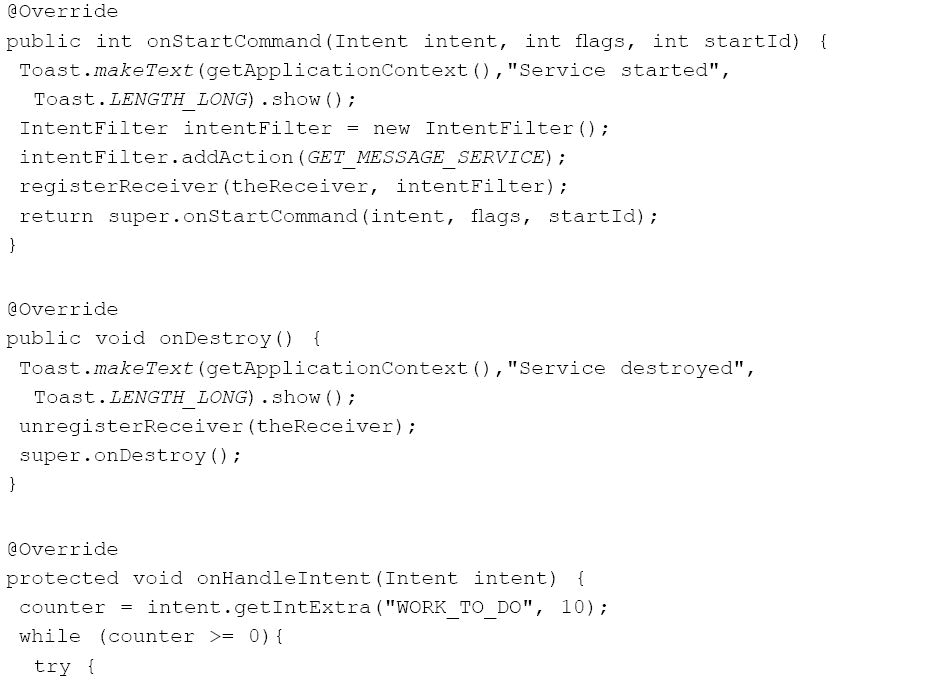 @Override
public int onStartCommand(Intent intent, int flags, int startId) {
Toast.makeText(getApplicationContext(),"Service started",
Toast.LENGTH_LONG).show();
IntentFilter intentFilter = new IntentFilter();
intentFilter.addAction(GET_MESSAGE_SERVICE);
registerReceiver(theReceiver, intentFilter);
return super.onStartCommand(intent, flags, startId);
}
@Override
public void onDestroy() {
Toast.makeText(getApplicationContext(),"Service destroyed",
Toast.LENGTH_LONG).show();
unregisterReceiver(theReceiver);
super.onDestroy();
}
@Override
protected void onHandleIntent(Intent intent) {
counter = intent.getIntExtra("WORK_TO_DO", 10);
while (counter >= 0){
try {